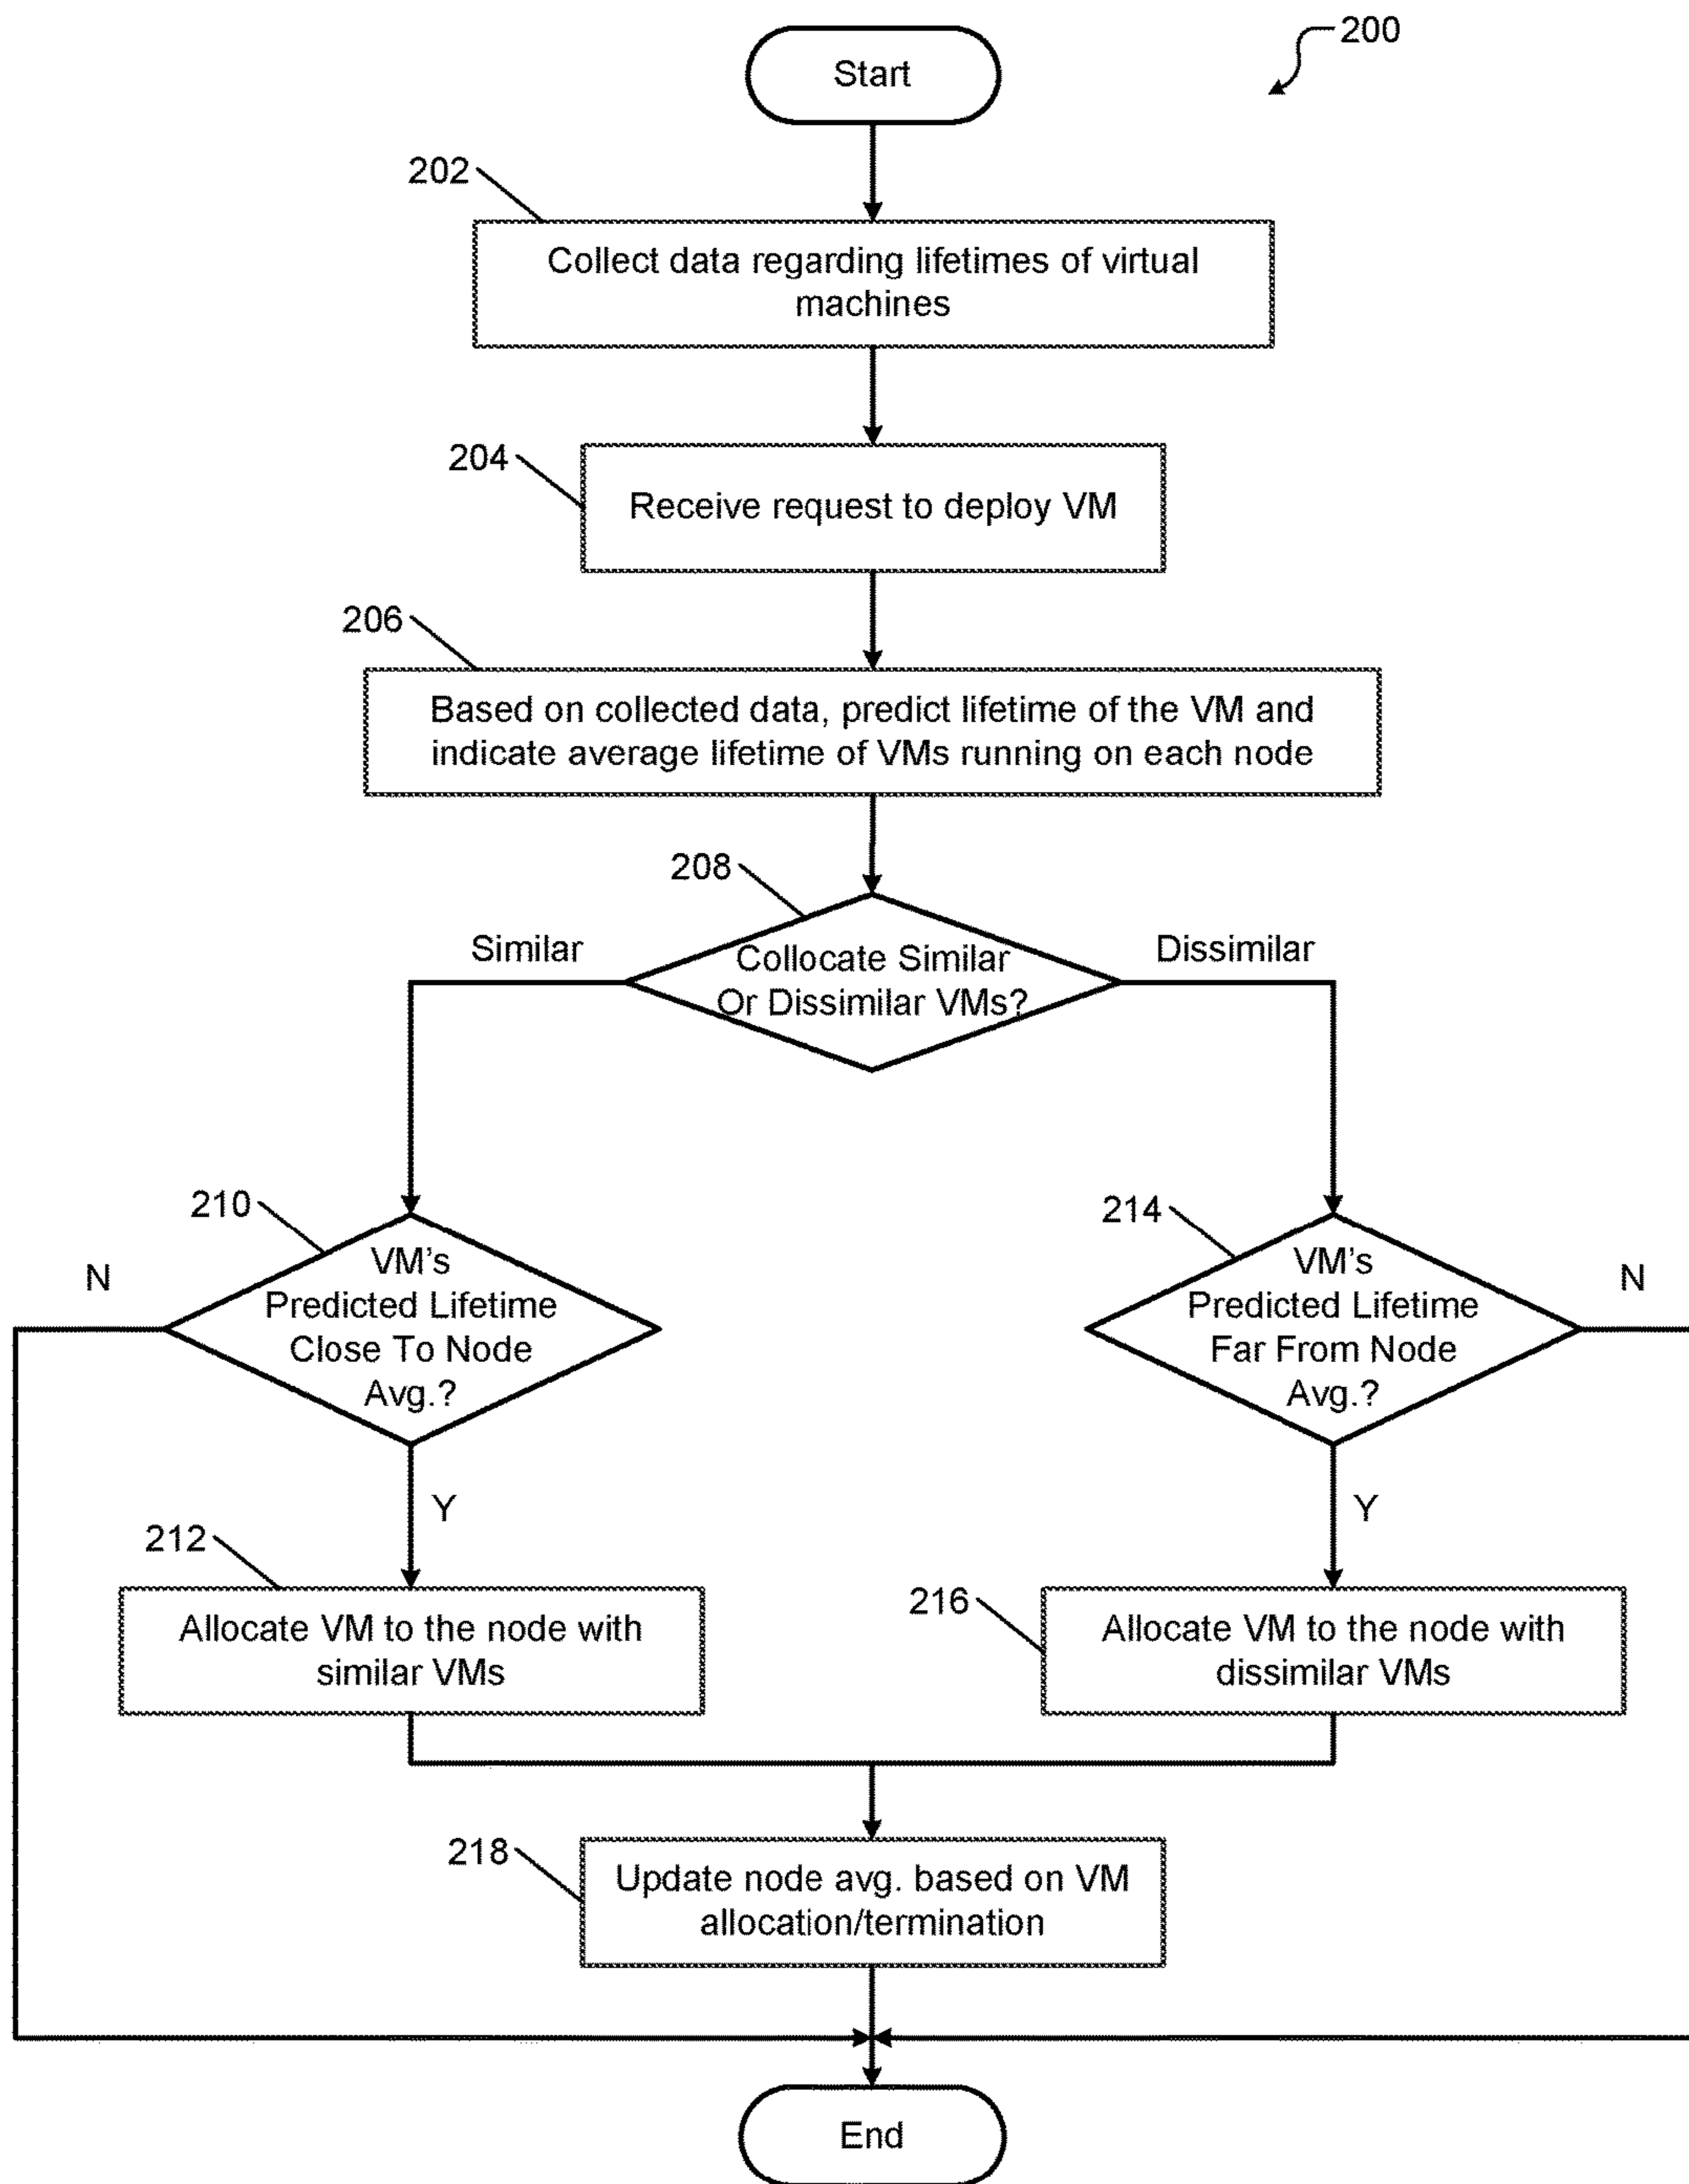 200
Start
202
Collect data regarding lifetimes of virtual
machines
204
Receive request to deploy VM
206
Based on collected data, predict lifetime of the VM and
indicate average lifetime of VMs running on each node
208
Similar
Collocate Similar
Or Dissimilar VMs?
Dissimilar
210
N
VM's
Predicted Lifetime
Close To Node
Avg.?
Y
214
VM's
Predicted Lifetime
Far From Node
Avg.?
N
Y
212
Allocate VM to the node with
similar VMs
216
Allocate VM to the node with
dissimilar VMs
218
Update node avg. based on VM
allocation/termination
End